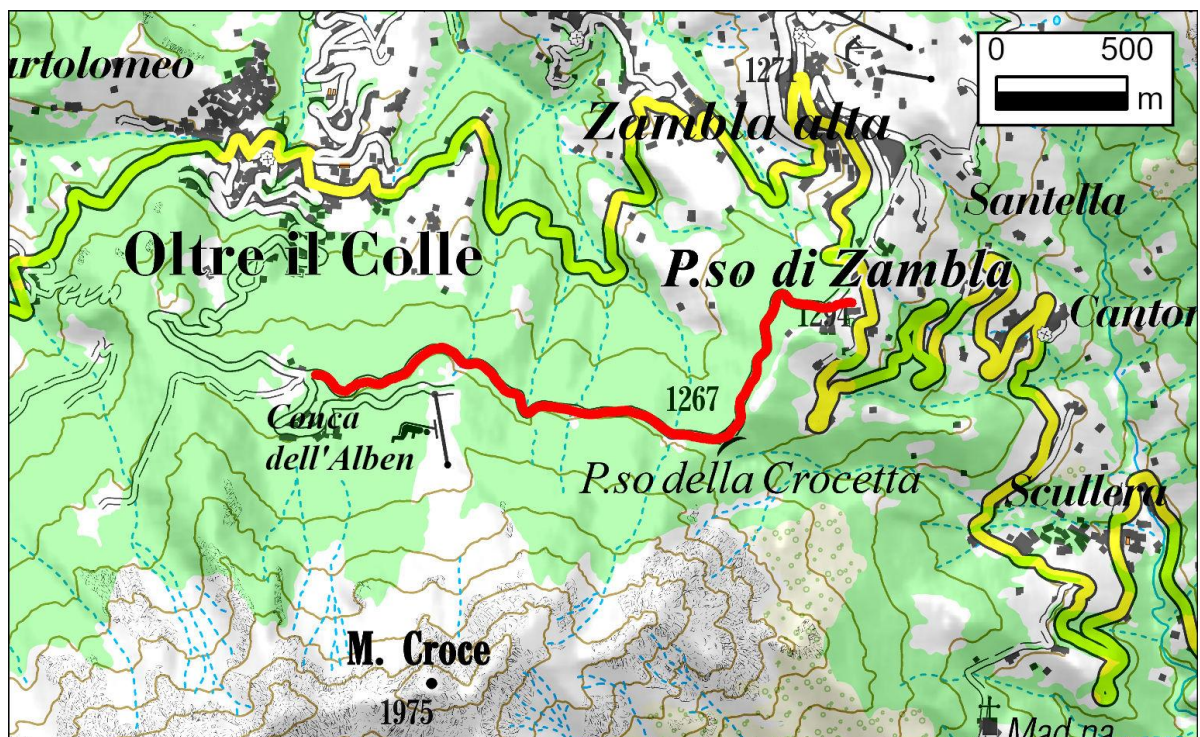 0 500
m
artolomeo
1271
Zambla alta
Santella
Oltre il Colle
P.so di Zambla
1294
Canton
1267
Conca
dell'Alben
P.so della Crocetta
Scullera
M. Croce
1975
Mad.na